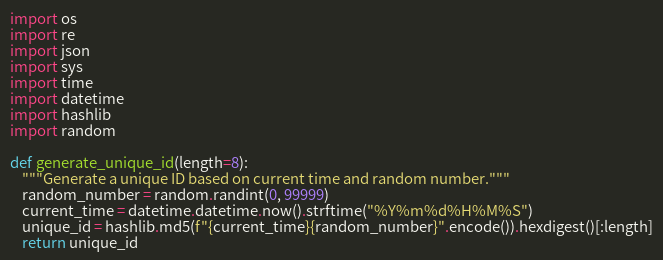 import os
import re
import json
import sys
import time
import datetime
import hashlib
import random

def generate_unique_id(length=8):
    """Generate a unique ID based on current time and random number."""
    random_number = random.randint(0, 99999)
    current_time = datetime.datetime.now().strftime("%Y%m%d%H%M%S")
    unique_id = hashlib.md5(f"{current_time}{random_number}".encode()).hexdigest()[:length]
    return unique_id